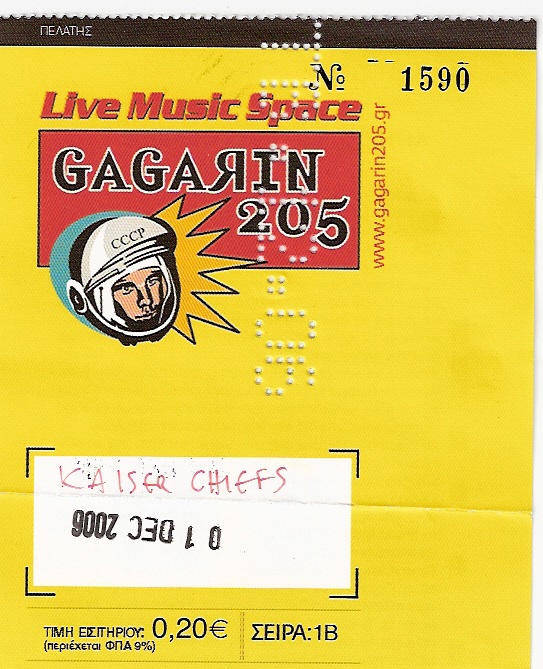 ΠΕΛΑΤΗΣ
№ 1590
Live Music Space
GAGAЯIN
205
www.gagarin205.gr
CCCP
KAISER CHIEFS
01 DEC 2006
ΤΙΜΗ ΕΙΣΙΤΗΡΙΟΥ: 0,20€
(περιέχεται ΦΠΑ 9%)
ΣΕΙΡΑ: 1Β